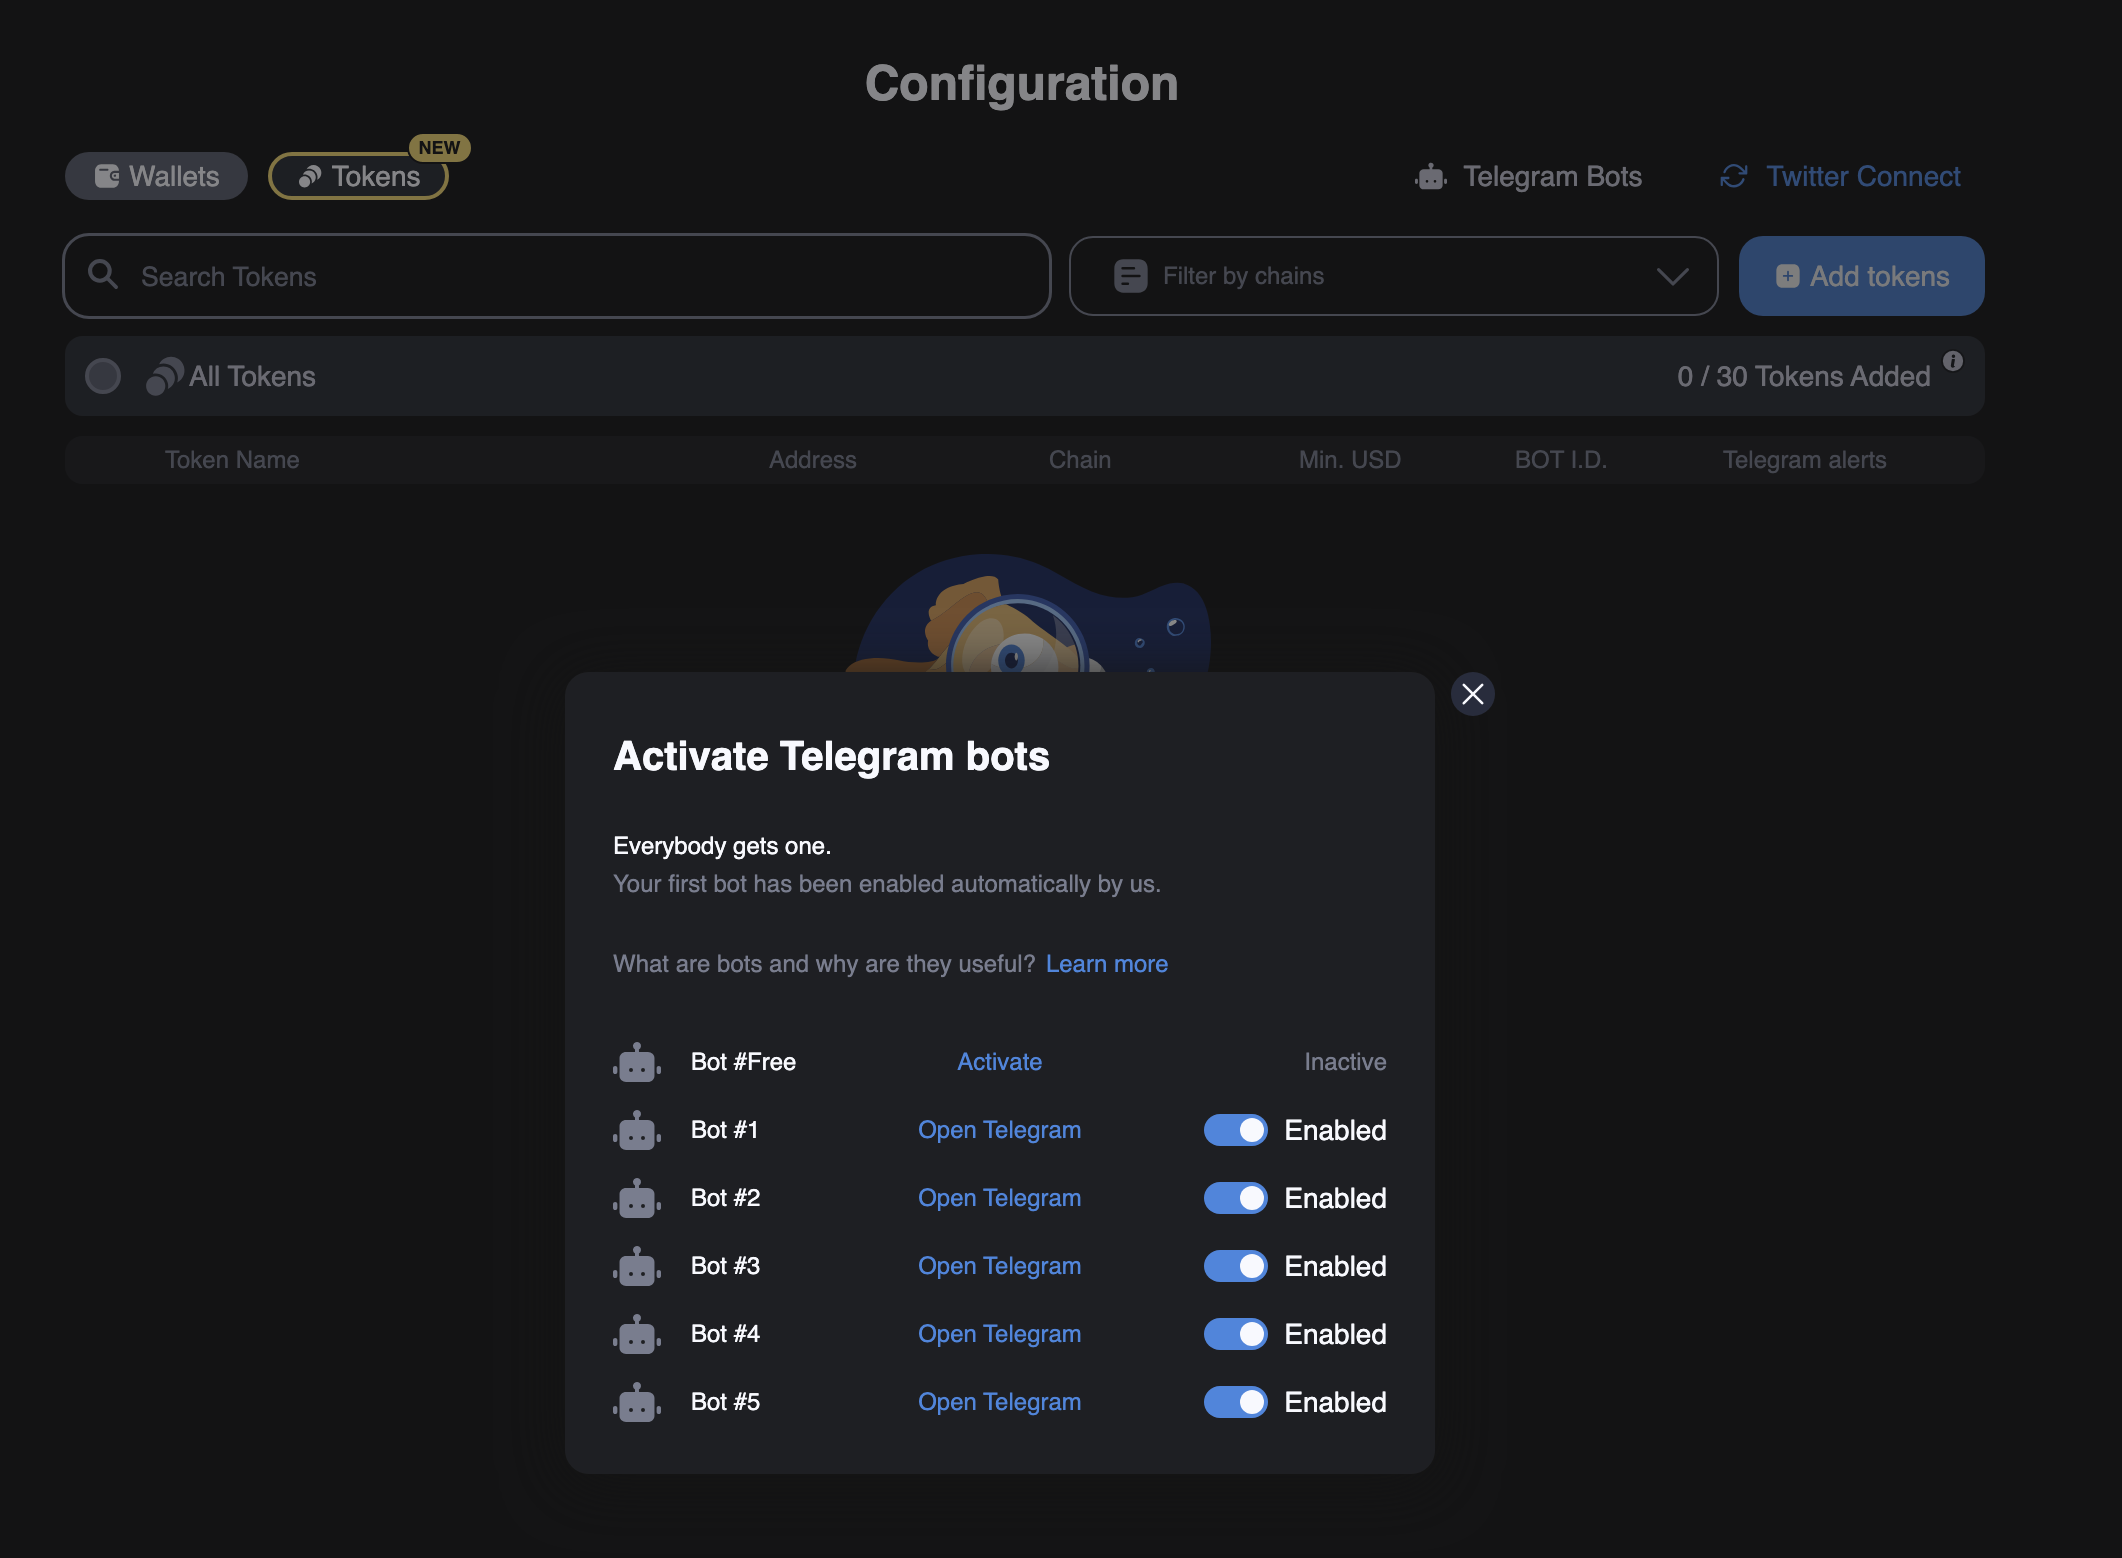 Configuration
Wallets
Tokens
NEW
Telegram Bots
Twitter Connect
Search Tokens
Filter by chains
Add tokens
All Tokens
0 / 30 Tokens Added
Token Name Address Chain Min. USD BOT I.D. Telegram alerts
Activate Telegram bots
Everybody gets one.
Your first bot has been enabled automatically by us.
What are bots and why are they useful? Learn more
Bot #Free Activate Inactive
Bot #1 Open Telegram Enabled
Bot #2 Open Telegram Enabled
Bot #3 Open Telegram Enabled
Bot #4 Open Telegram Enabled
Bot #5 Open Telegram Enabled